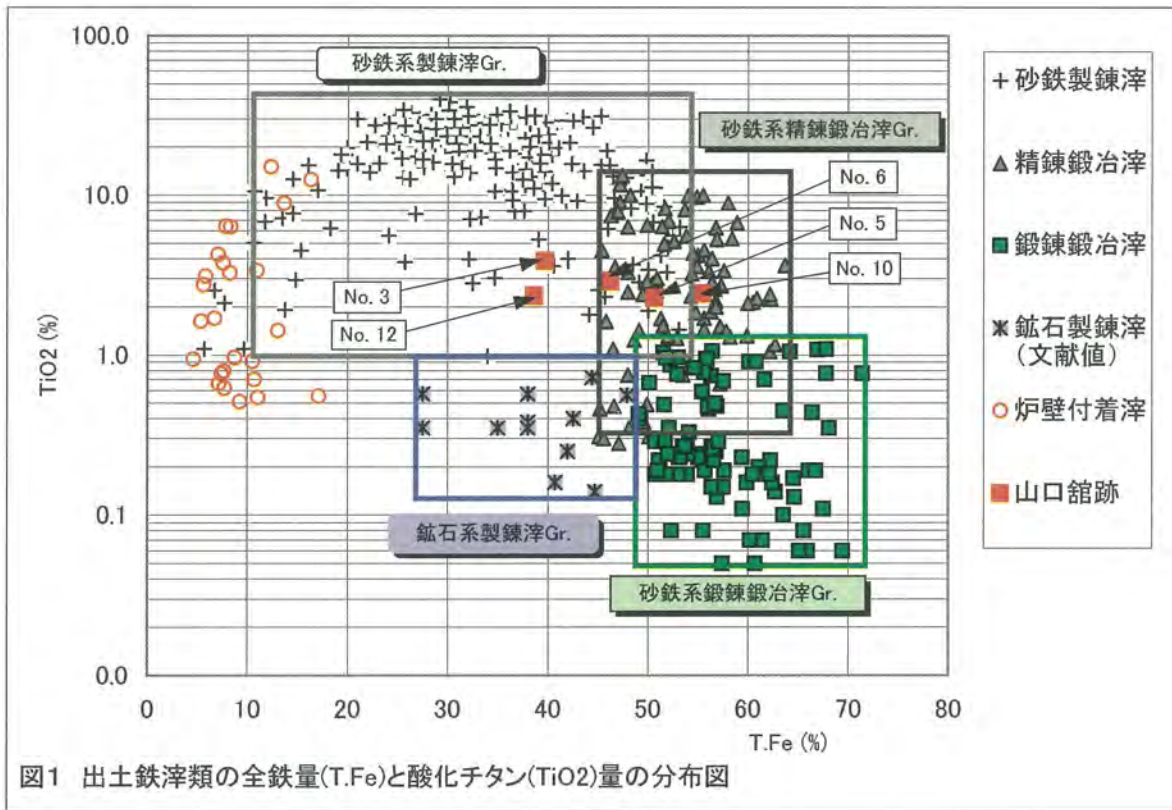 100.0
10.0
1.0
0.1
0.0
TiO2 (%)
0
10
20
30
40
50
60
70
80
T.Fe (%)
砂鉄系製錬滓Gr.
砂鉄系精錬鍛冶滓Gr.
No. 6
No. 5
No. 10
No. 3
No. 12
鉱石系製錬滓Gr.
砂鉄系鍛錬鍛冶滓Gr.
砂鉄製錬滓
精錬鍛冶滓
鍛錬鍛冶滓
鉱石製錬滓
(文献値)
炉壁付着滓
山口舘跡
図1 出土鉄滓類の全鉄量(T.Fe)と酸化チタン(TiO2)量の分布図